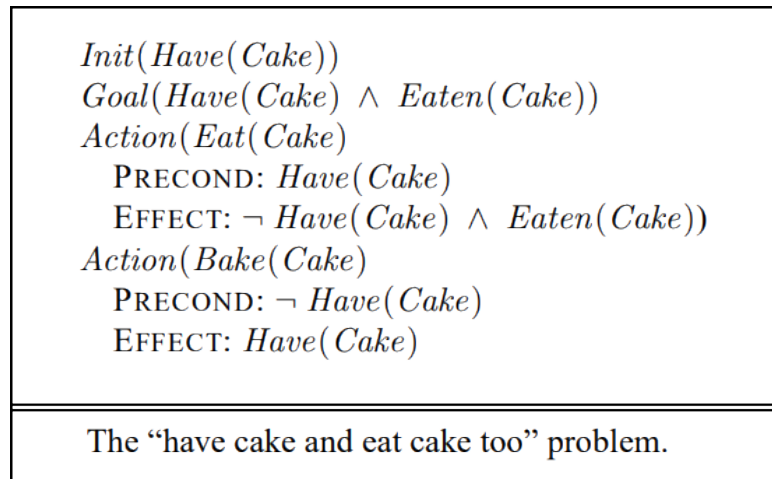 Init(Have(Cake))
Goal(Have(Cake) ∧ Eaten(Cake))
Action(Eat(Cake)
PRECOND: Have(Cake)
EFFECT: ¬ Have(Cake) ∧ Eaten(Cake))
Action(Bake(Cake)
PRECOND: ¬ Have(Cake)
EFFECT: Have(Cake)
The “have cake and eat cake too” problem.